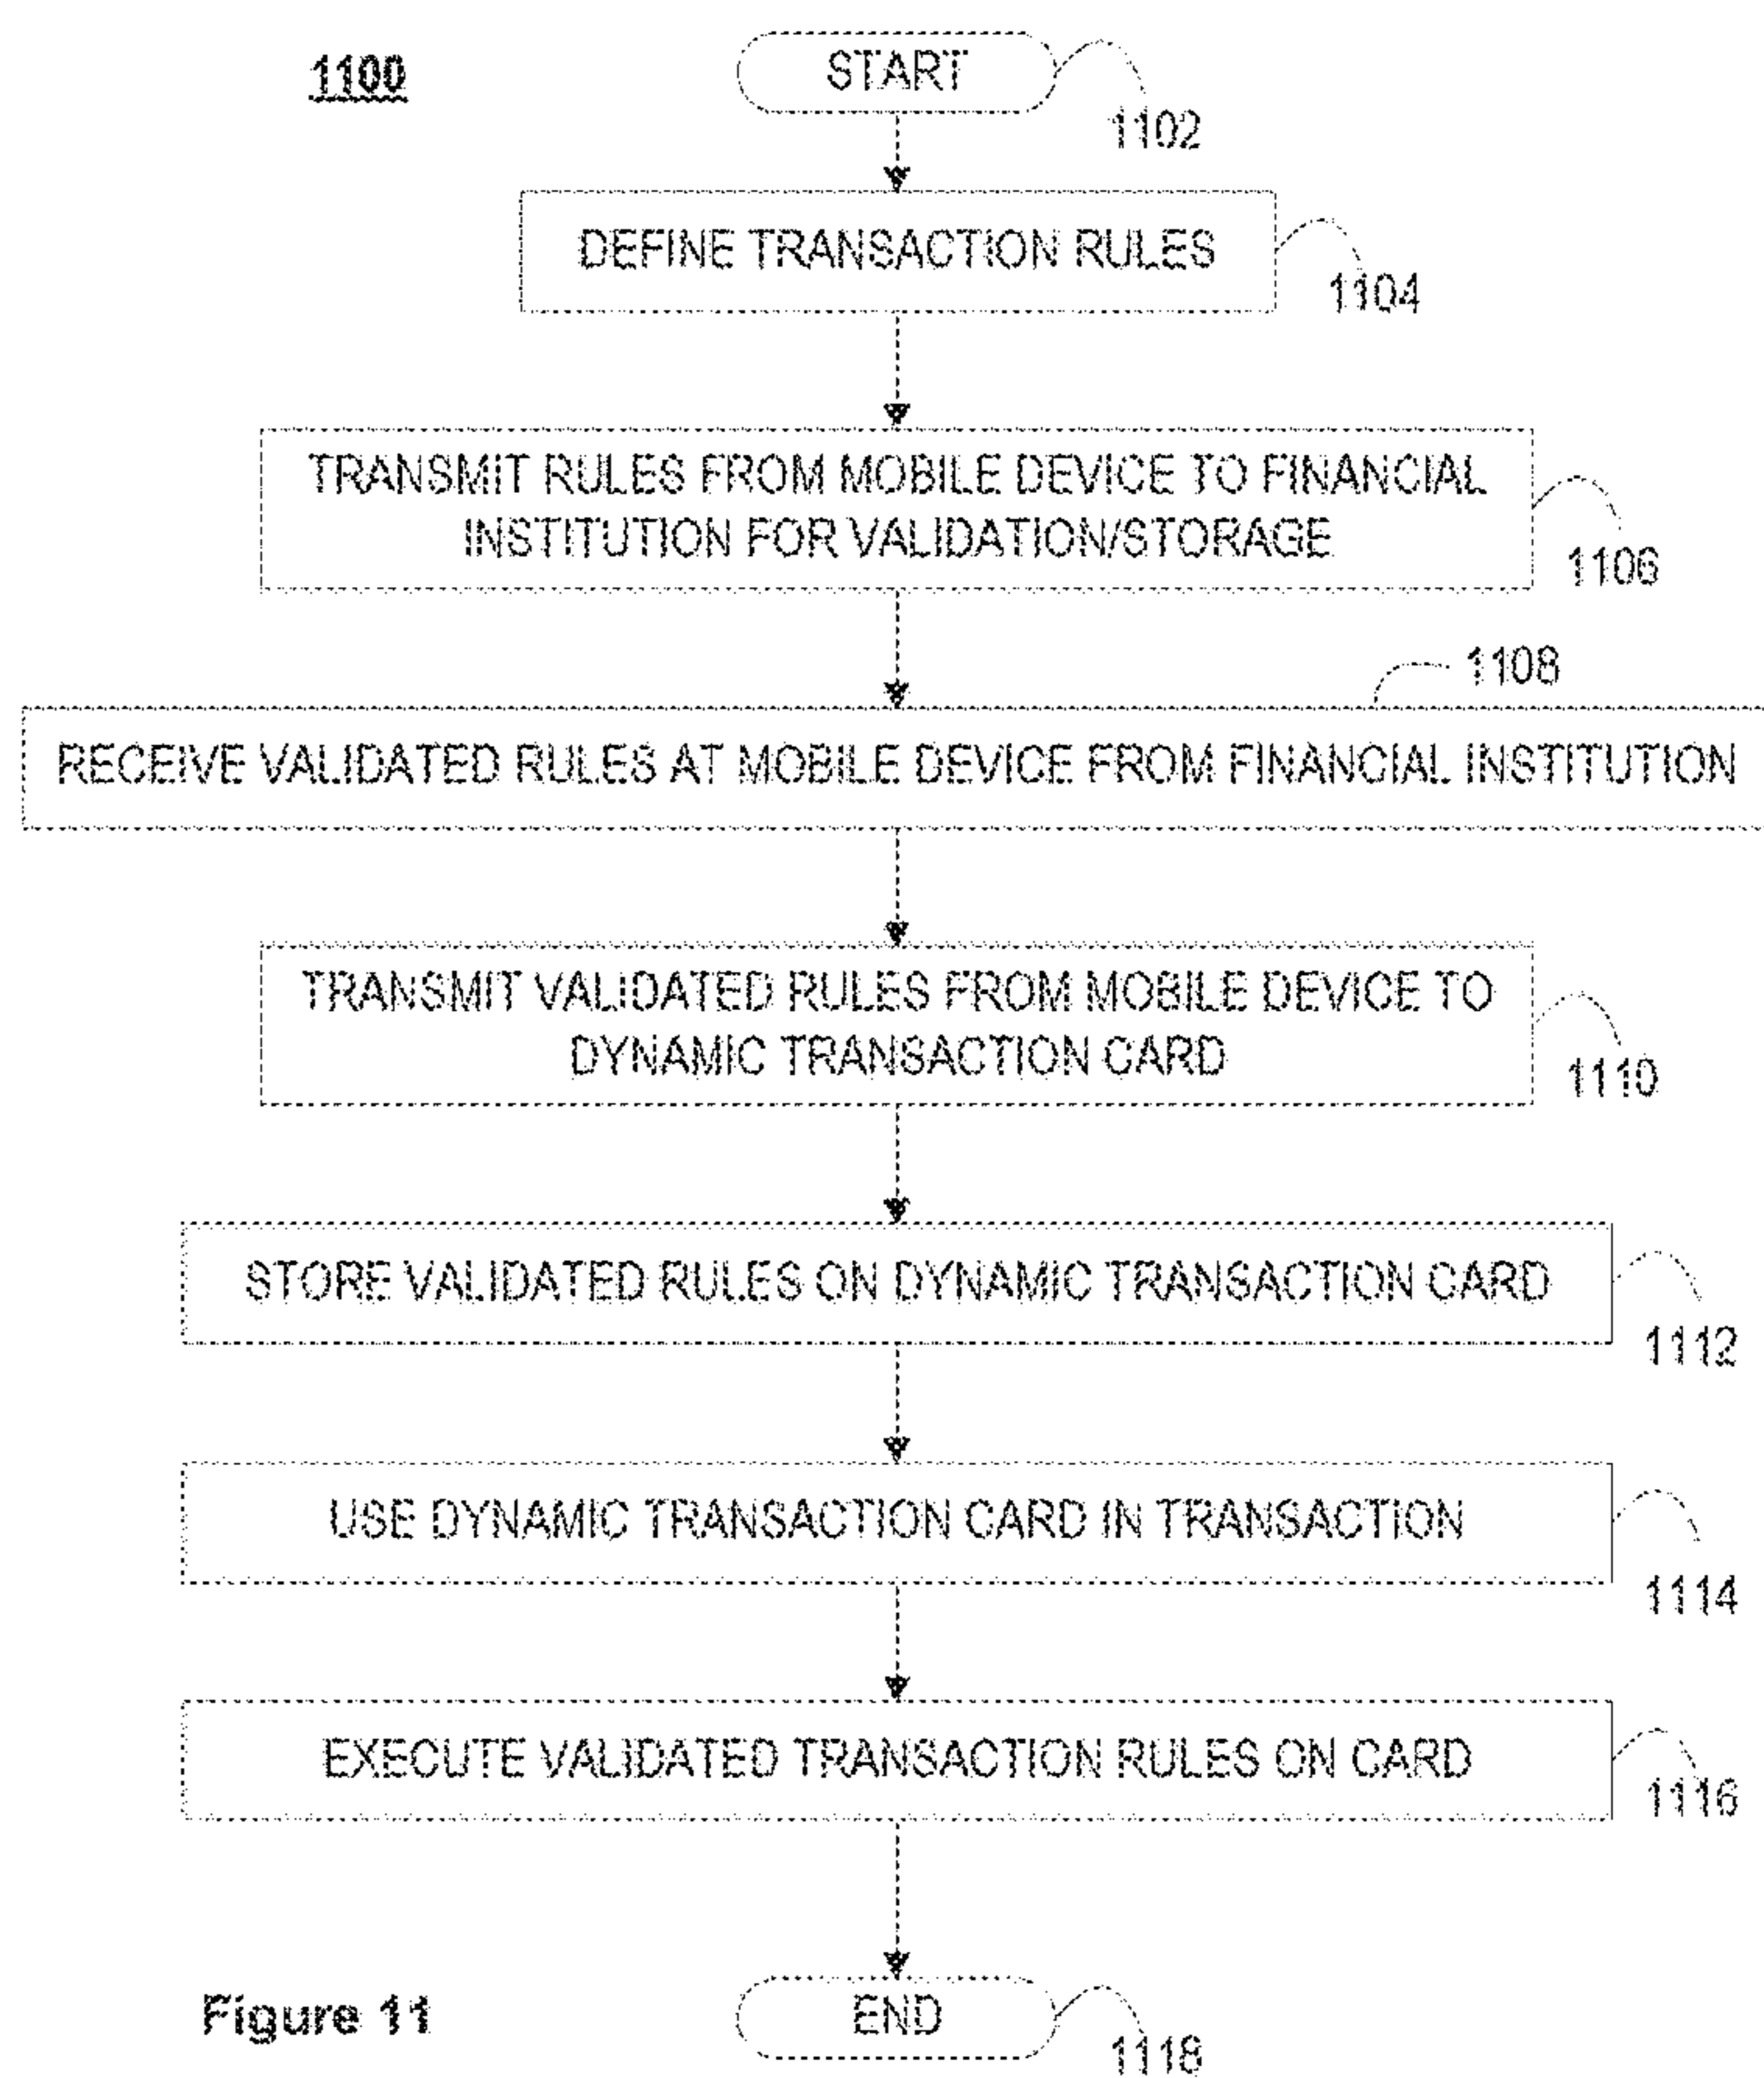 1100
START
1102
DEFINE TRANSACTION RULES
1104
TRANSMIT RULES FROM MOBILE DEVICE TO FINANCIAL
INSTITUTION FOR VALIDATION/STORAGE
1106
1108
RECEIVE VALIDATED RULES AT MOBILE DEVICE FROM FINANCIAL INSTITUTION
TRANSMIT VALIDATED RULES FROM MOBILE DEVICE TO
DYNAMIC TRANSACTION CARD
1110
STORE VALIDATED RULES ON DYNAMIC TRANSACTION CARD
1112
USE DYNAMIC TRANSACTION CARD IN TRANSACTION
1114
EXECUTE VALIDATED TRANSACTION RULES ON CARD
1116
END
1118
Figure 11